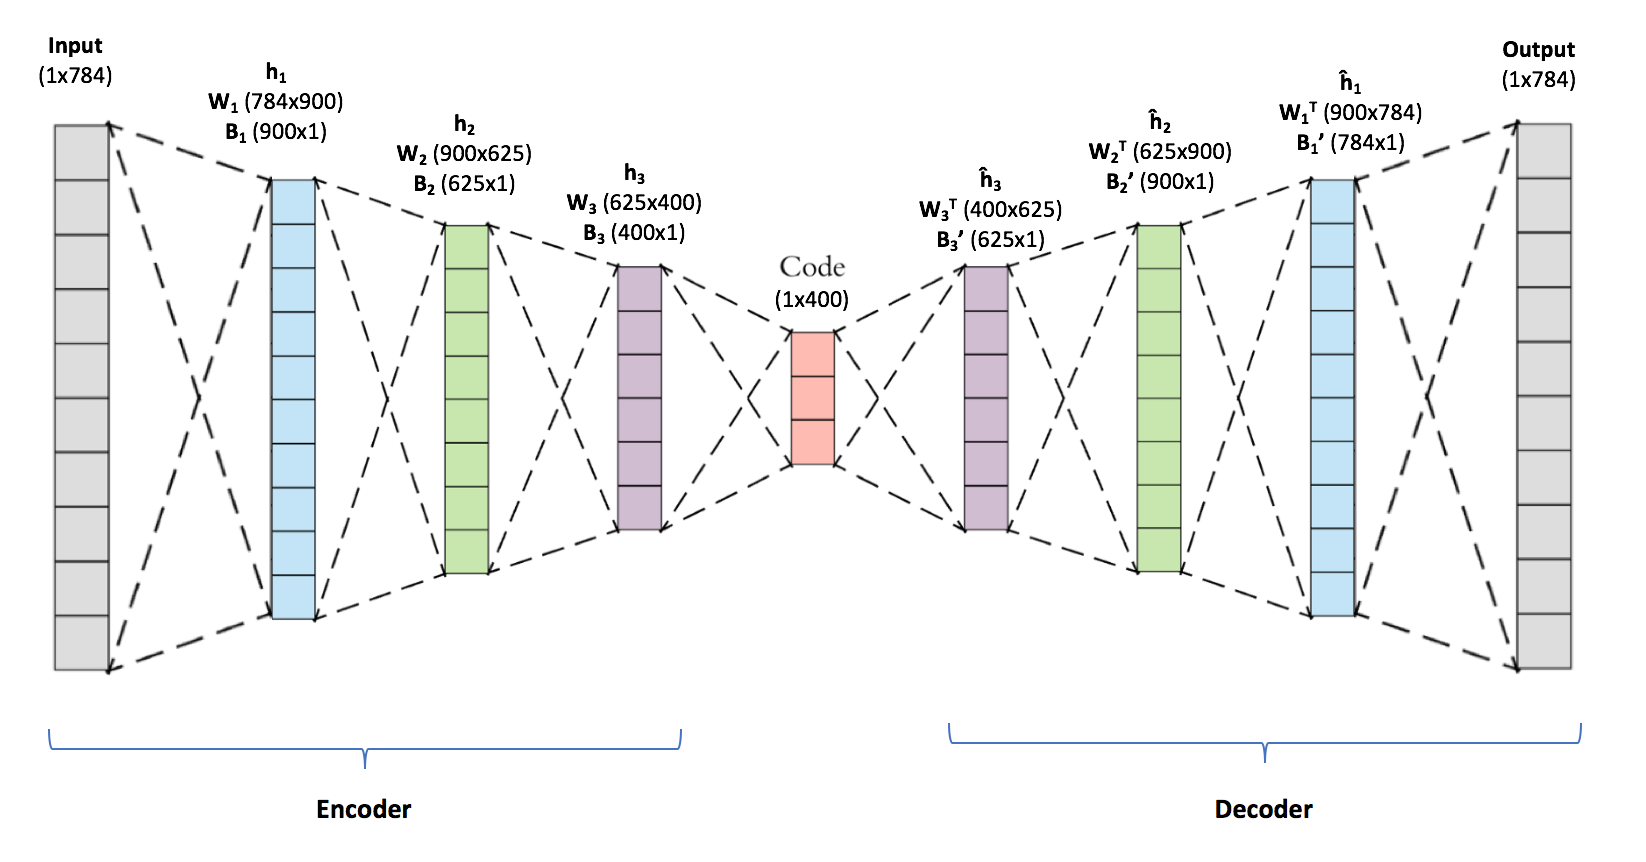 Input
(1x784)
h₁
W₁ (784x900)
B₁ (900x1)
h₂
W₂ (900x625)
B₂ (625x1)
h₃
W₃ (625x400)
B₃ (400x1)
Code
(1x400)
ĥ₃
W₃ᵀ (400x625)
B₃’ (625x1)
ĥ₂
W₂ᵀ (625x900)
B₂’ (900x1)
ĥ₁
W₁ᵀ (900x784)
B₁’ (784x1)
Output
(1x784)
Encoder
Decoder